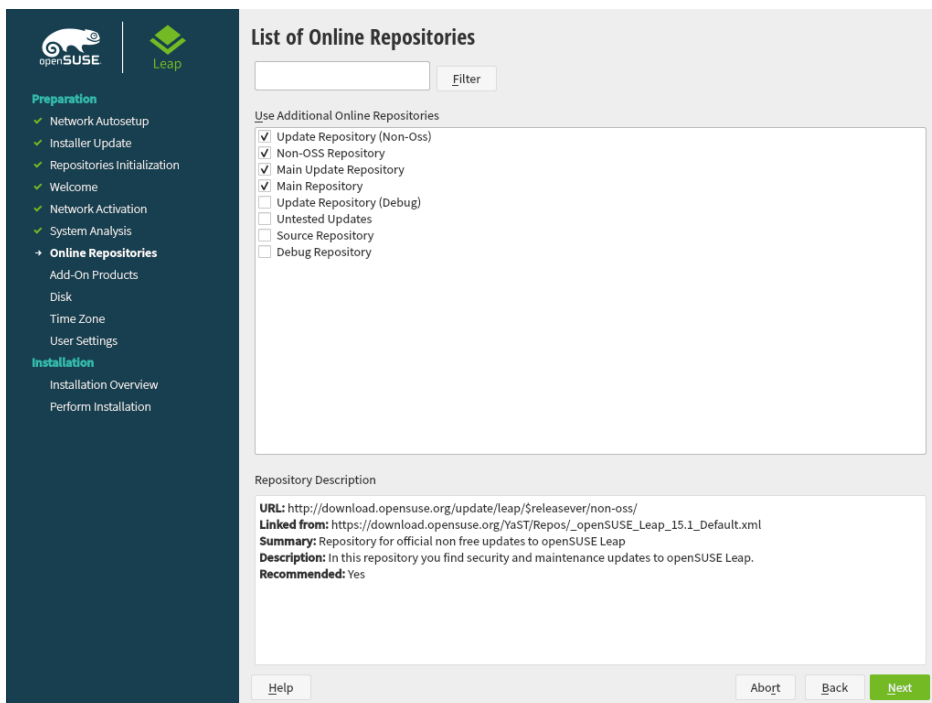 openSUSE.
Leap
Preparation
Network Autosetup
Installer Update
Repositories Initialization
Welcome
Network Activation
System Analysis
Online Repositories
Add-On Products
Disk
Time Zone
User Settings
Installation
Installation Overview
Perform Installation
List of Online Repositories
Filter
Use Additional Online Repositories
Update Repository (Non-Oss)
Non-OSS Repository
Main Update Repository
Main Repository
Update Repository (Debug)
Untested Updates
Source Repository
Debug Repository
Repository Description
URL: http://download.opensuse.org/update/leap/$releasever/non-oss/
Linked from: https://download.opensuse.org/YaST/Repos/_openSUSE_Leap_15.1_Default.xml
Summary: Repository for official non free updates to openSUSE Leap
Description: In this repository you find security and maintenance updates to openSUSE Leap.
Recommended: Yes
Help
Abort
Back
Next